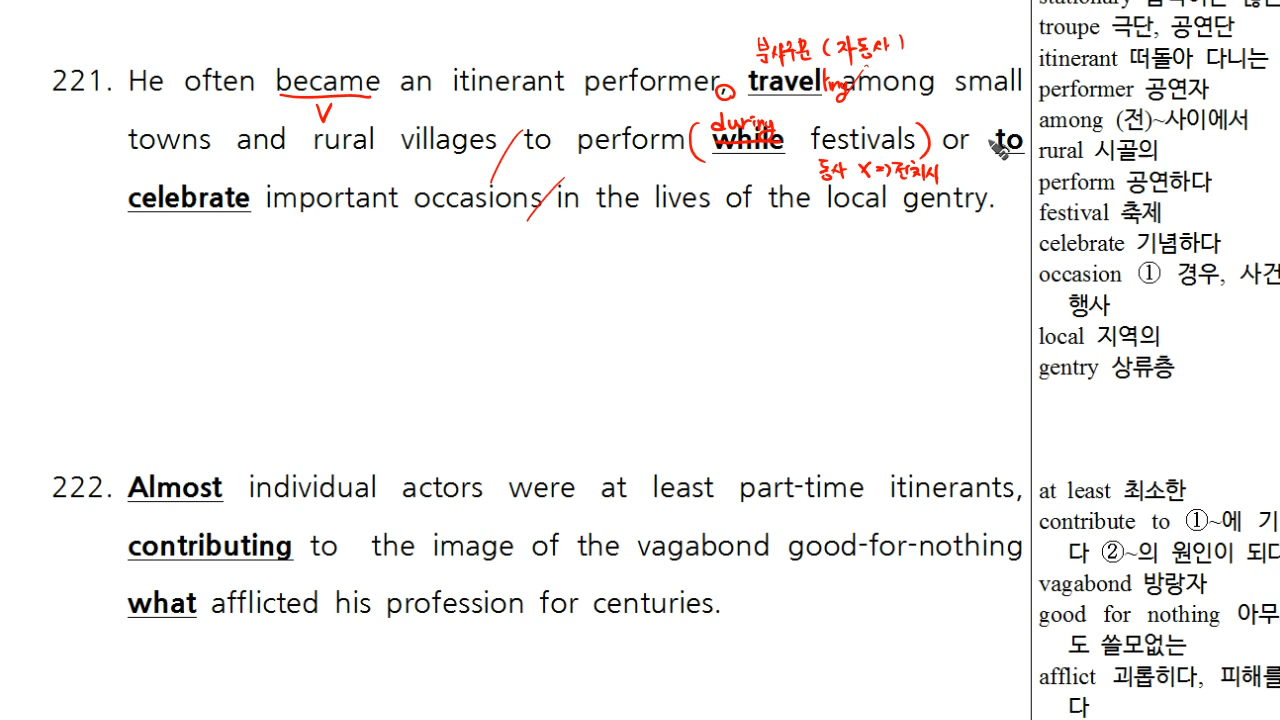 부사구문 (자동사)
221. He often became an itinerant performer, traveling among small
V
during
towns and rural villages to perform (while festivals) or to
동사 X => 전치사
celebrate important occasions in the lives of the local gentry.
222. Almost individual actors were at least part-time itinerants,
contributing to the image of the vagabond good-for-nothing
what afflicted his profession for centuries.
troupe 극단, 공연단
itinerant 떠돌아 다니는
performer 공연자
among (전)~사이에서
rural 시골의
perform 공연하다
festival 축제
celebrate 기념하다
occasion ① 경우, 사건
행사
local 지역의
gentry 상류층
at least 최소한
contribute to ①~에 기
다 ②~의 원인이 되다
vagabond 방랑자
good for nothing 아무
도 쓸모없는
afflict 괴롭히다, 피해를
다